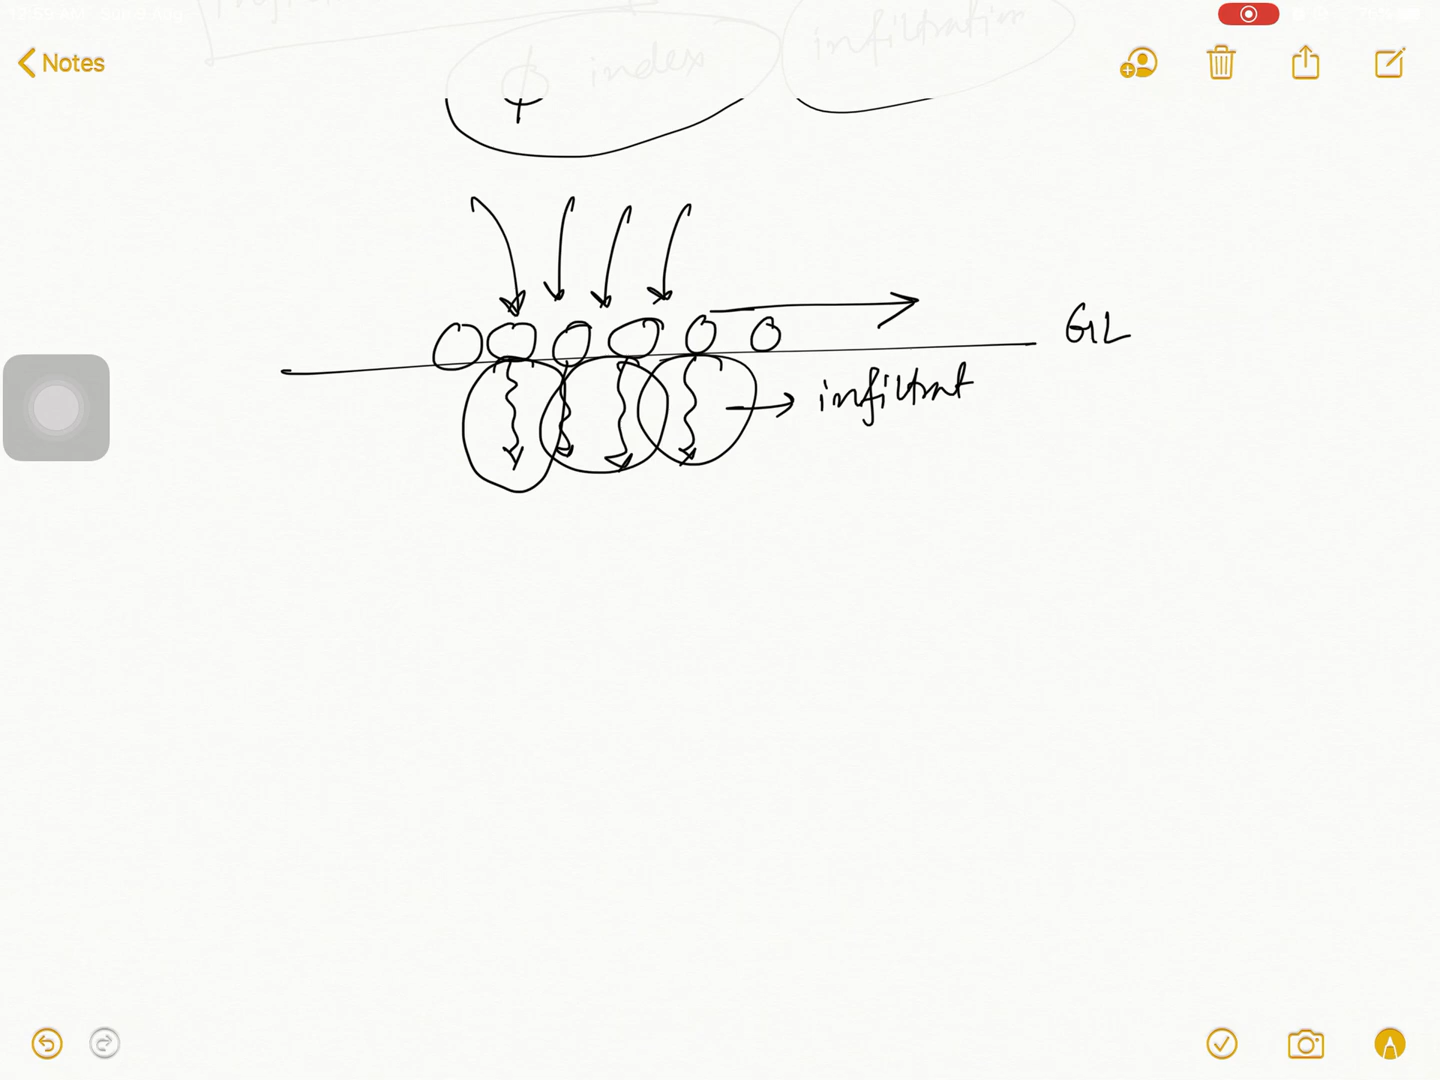 infiltration
ϕ index
Notes
GL
infiltrat